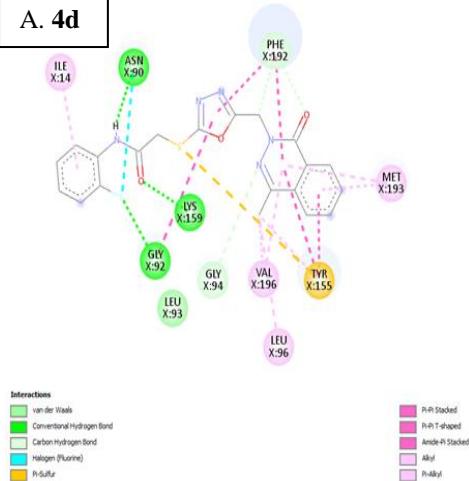 A. 4d
ILE
X:14
ASN
X:90
PHE
X:192
H
N
N
N
O
N
O
S
O
N
MET
X:193
LYS
X:159
GLY
X:92
GLY
X:94
VAL
X:196
TYR
X:155
LEU
X:93
LEU
X:96
Interactions
van der Waals
Conventional Hydrogen Bond
Carbon Hydrogen Bond
Halogen (Fluorine)
Pi-Sulfur
Pi-Pi Stacked
Pi-Pi T-shaped
Amide-Pi Stacked
Alkyl
Pi-Alkyl